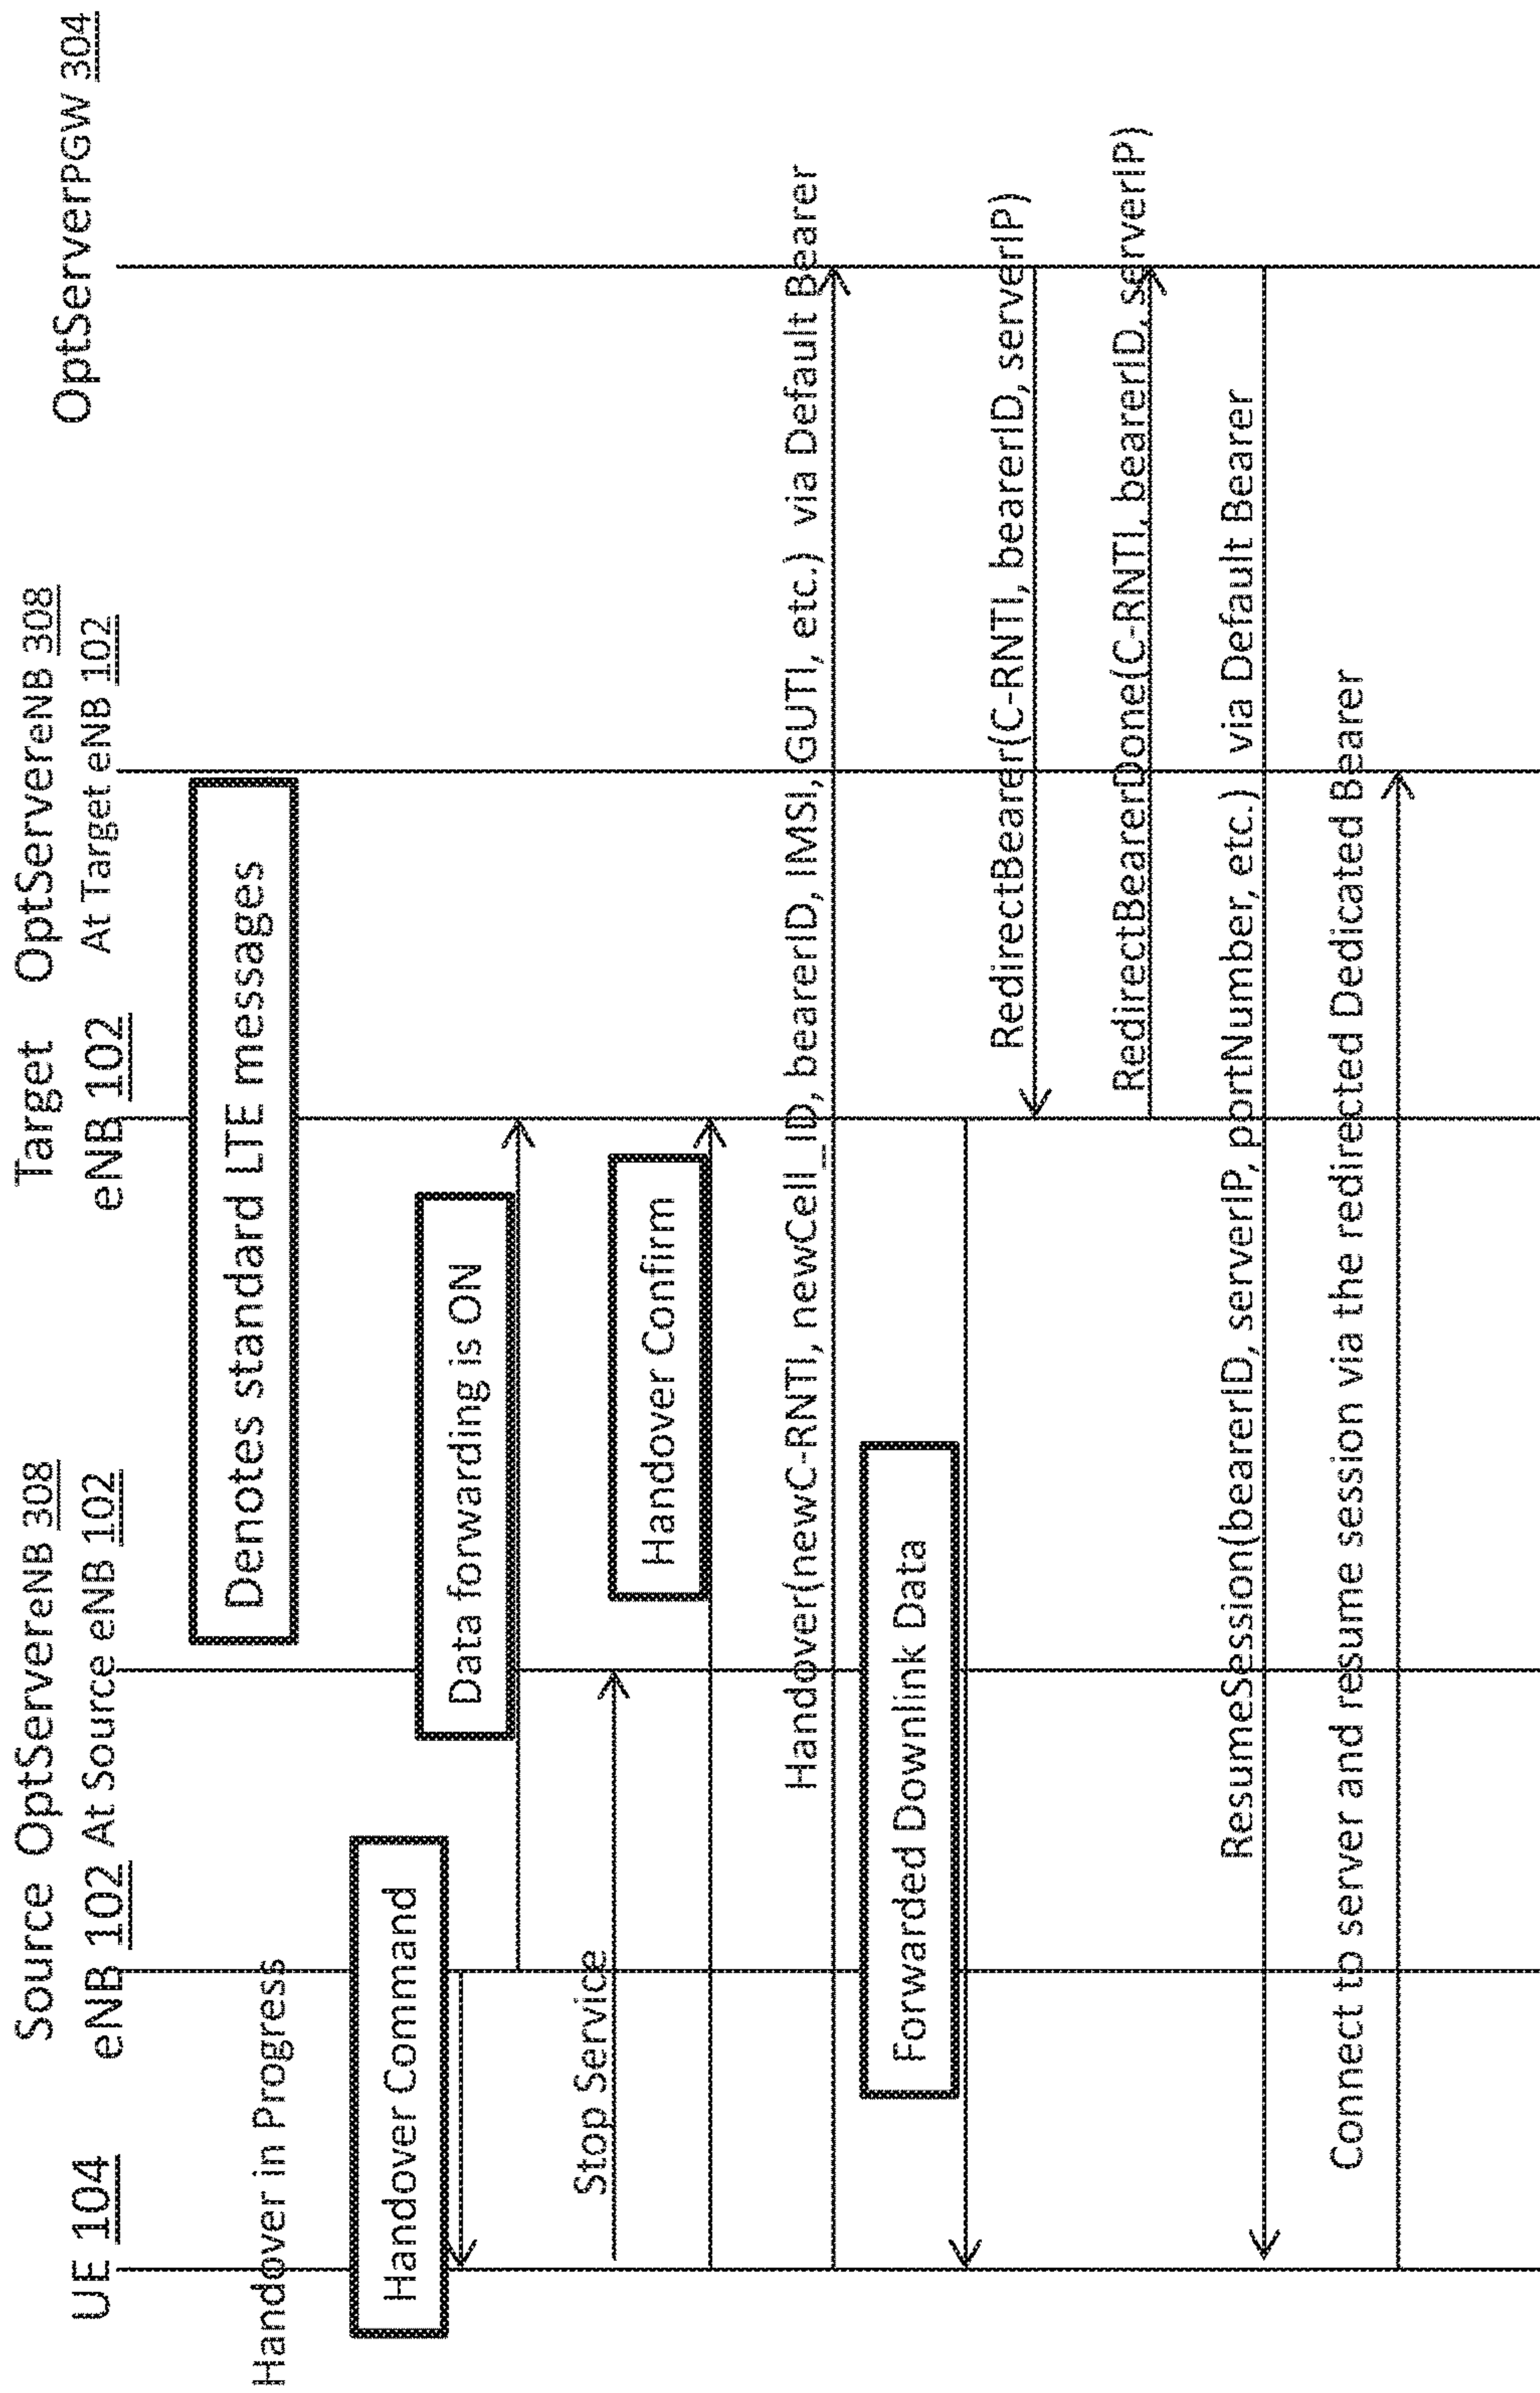 UE 104
Source
eNB 102
OptServereNB 308
At Source eNB 102
Target
eNB 102
OptServereNB 308
At Target eNB 102
OptServerPGW 304
Denotes standard LTE messages
Handover in Progress
Handover Command
Data forwarding is ON
Stop Service
Handover Confirm
Handover(newC-RNTI, newCell_ID, bearerID, IMSI, GUTI, etc.) via Default Bearer
Forwarded Downlink Data
RedirectBearer(C-RNTI, bearerID, serverIP)
RedirectBearerDone(C-RNTI, bearerID, serverIP)
ResumeSession(bearerID, serverIP, portNumber, etc.) via Default Bearer
Connect to server and resume session via the redirected Dedicated Bearer